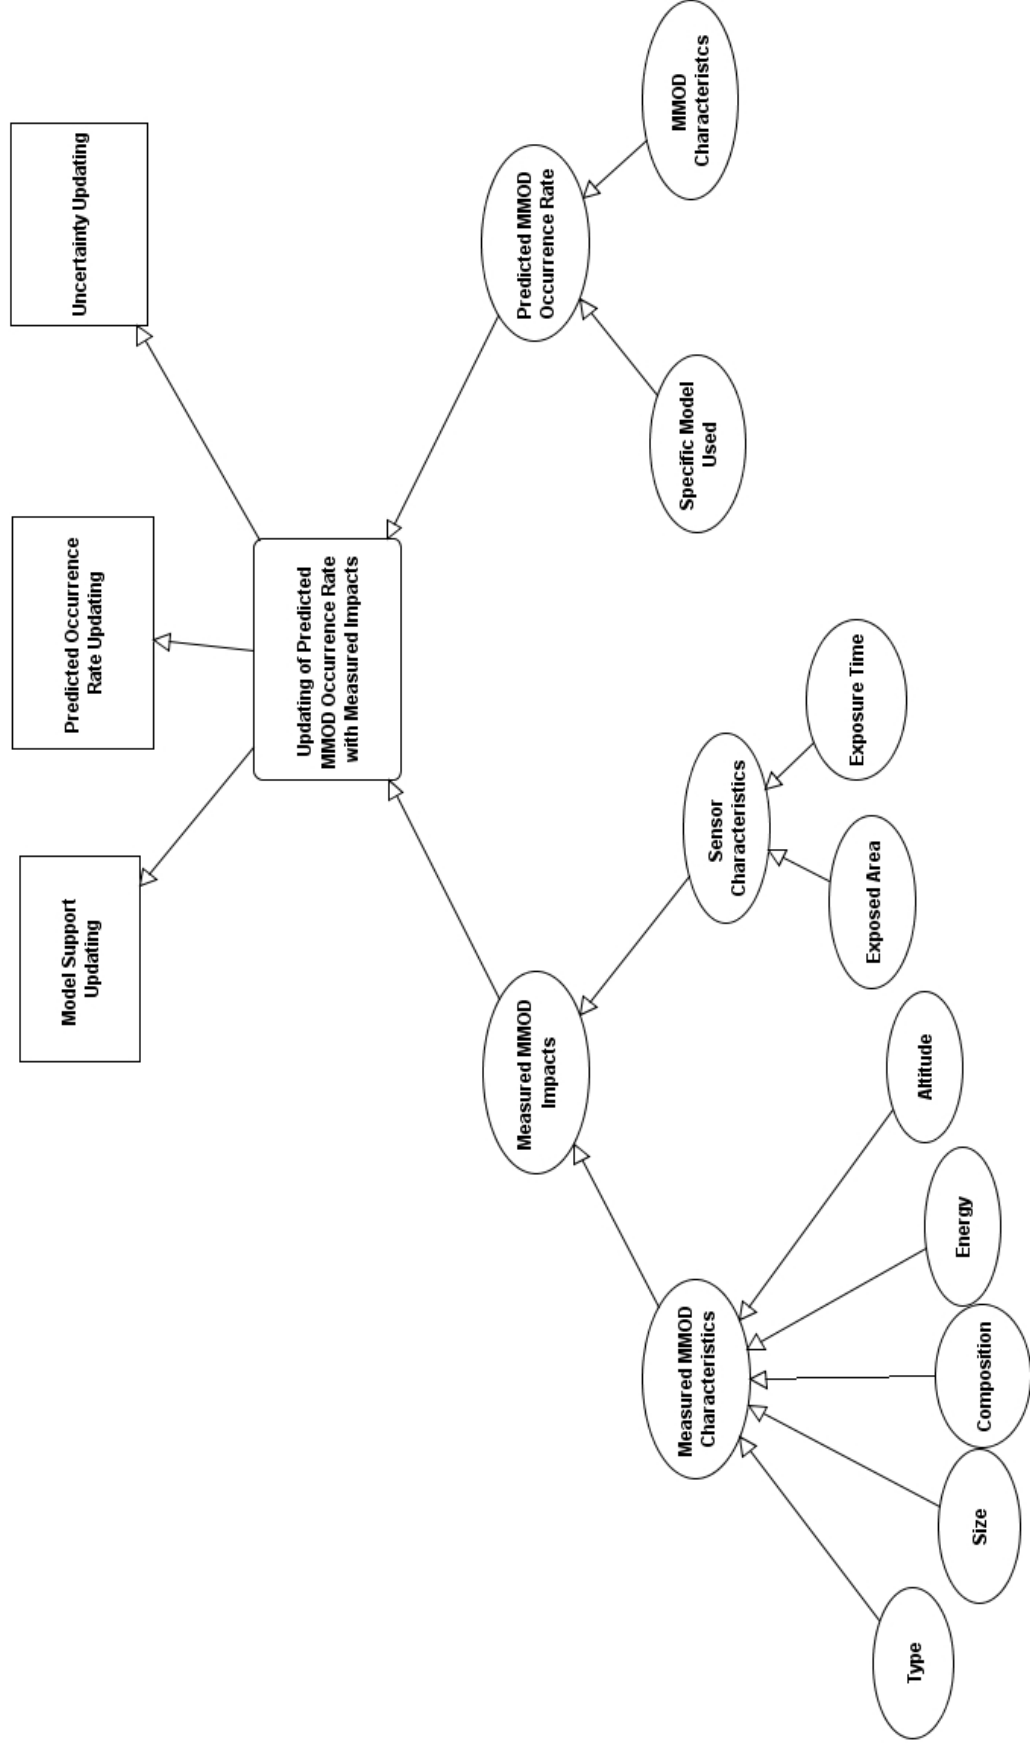 Model Support
Updating
Predicted Occurrence
Rate Updating
Uncertainty Updating
Updating of Predicted
MMOD Occurrence Rate
with Measured Impacts
Measured MMOD
Impacts
Predicted MMOD
Occurrence Rate
Measured MMOD
Characteristics
Sensor
Characteristics
Specific Model
Used
MMOD
Characteristcs
Type
Size
Composition
Energy
Altitude
Exposed Area
Exposure Time